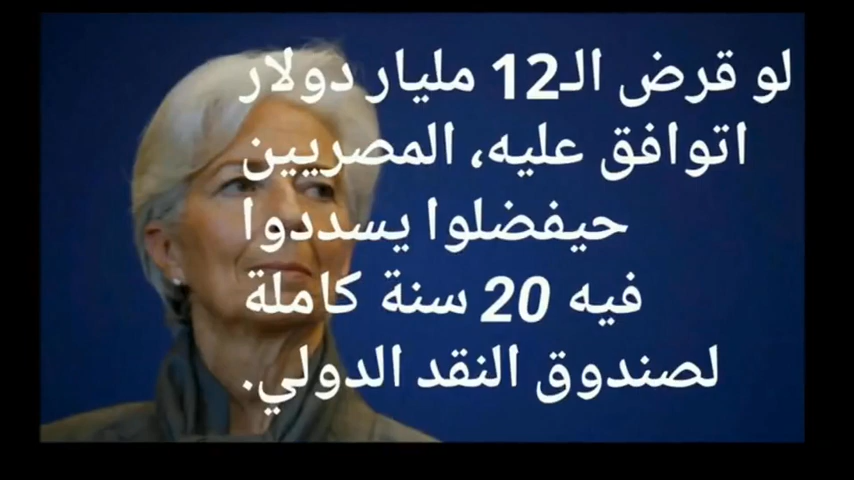 لو قرض الـ12 مليار دولار
اتوافق عليه، المصريين
حيفضلوا يسددوا
فيه 20 سنة كاملة
لصندوق النقد الدولي.